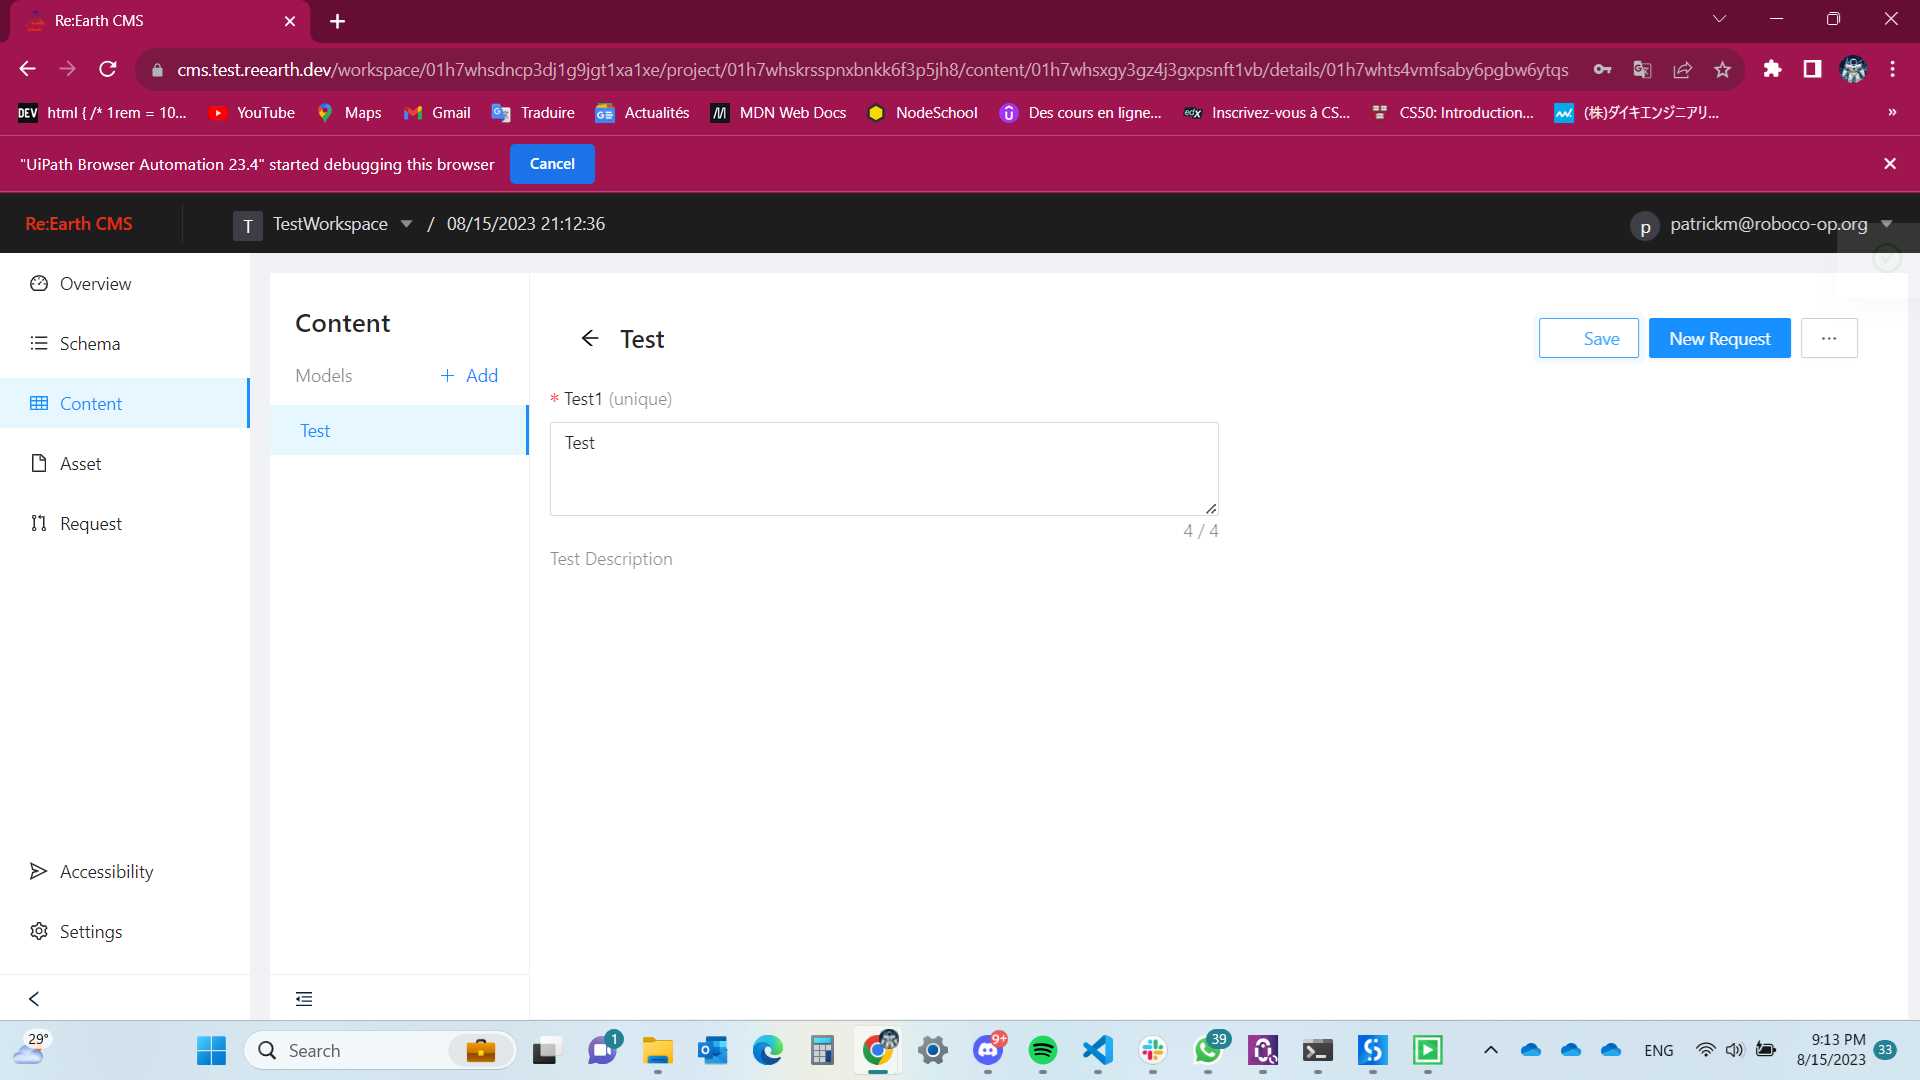 Re:Earth CMS
cms.test.reearth.dev/workspace/01h7whsdncp3dj1g9jgt1xa1xe/project/01h7whskrsspnxbnkk6f3p5jh8/content/01h7whsxgy3gz4j3gxpsnft1vb/details/01h7whts4vmfsaby6pgbw6ytqs
DEV html { /* 1rem = 10... YouTube Maps Gmail Traduire Actualités MDN Web Docs NodeSchool Des cours en ligne... edX Inscrivez-vous à CS... CS50: Introduction... (株)ダイキエンジニアリ... »
"UiPath Browser Automation 23.4" started debugging this browser Cancel
Re:Earth CMS T TestWorkspace / 08/15/2023 21:12:36 p patrickm@roboco-op.org
Overview
Schema
Content
Asset
Request
Accessibility
Settings
Content
Models + Add
Test
Test
Save New Request ...
* Test1 (unique)
Test
4 / 4
Test Description
29°
Search
1
9+
39
ENG
9:13 PM
8/15/2023
33